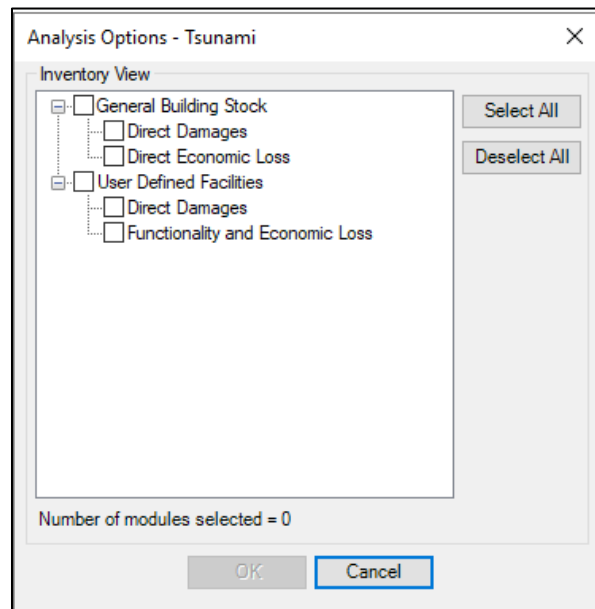 Analysis Options - Tsunami
Inventory View
General Building Stock
Direct Damages
Direct Economic Loss
User Defined Facilities
Direct Damages
Functionality and Economic Loss
Select All
Deselect All
Number of modules selected = 0
OK
Cancel